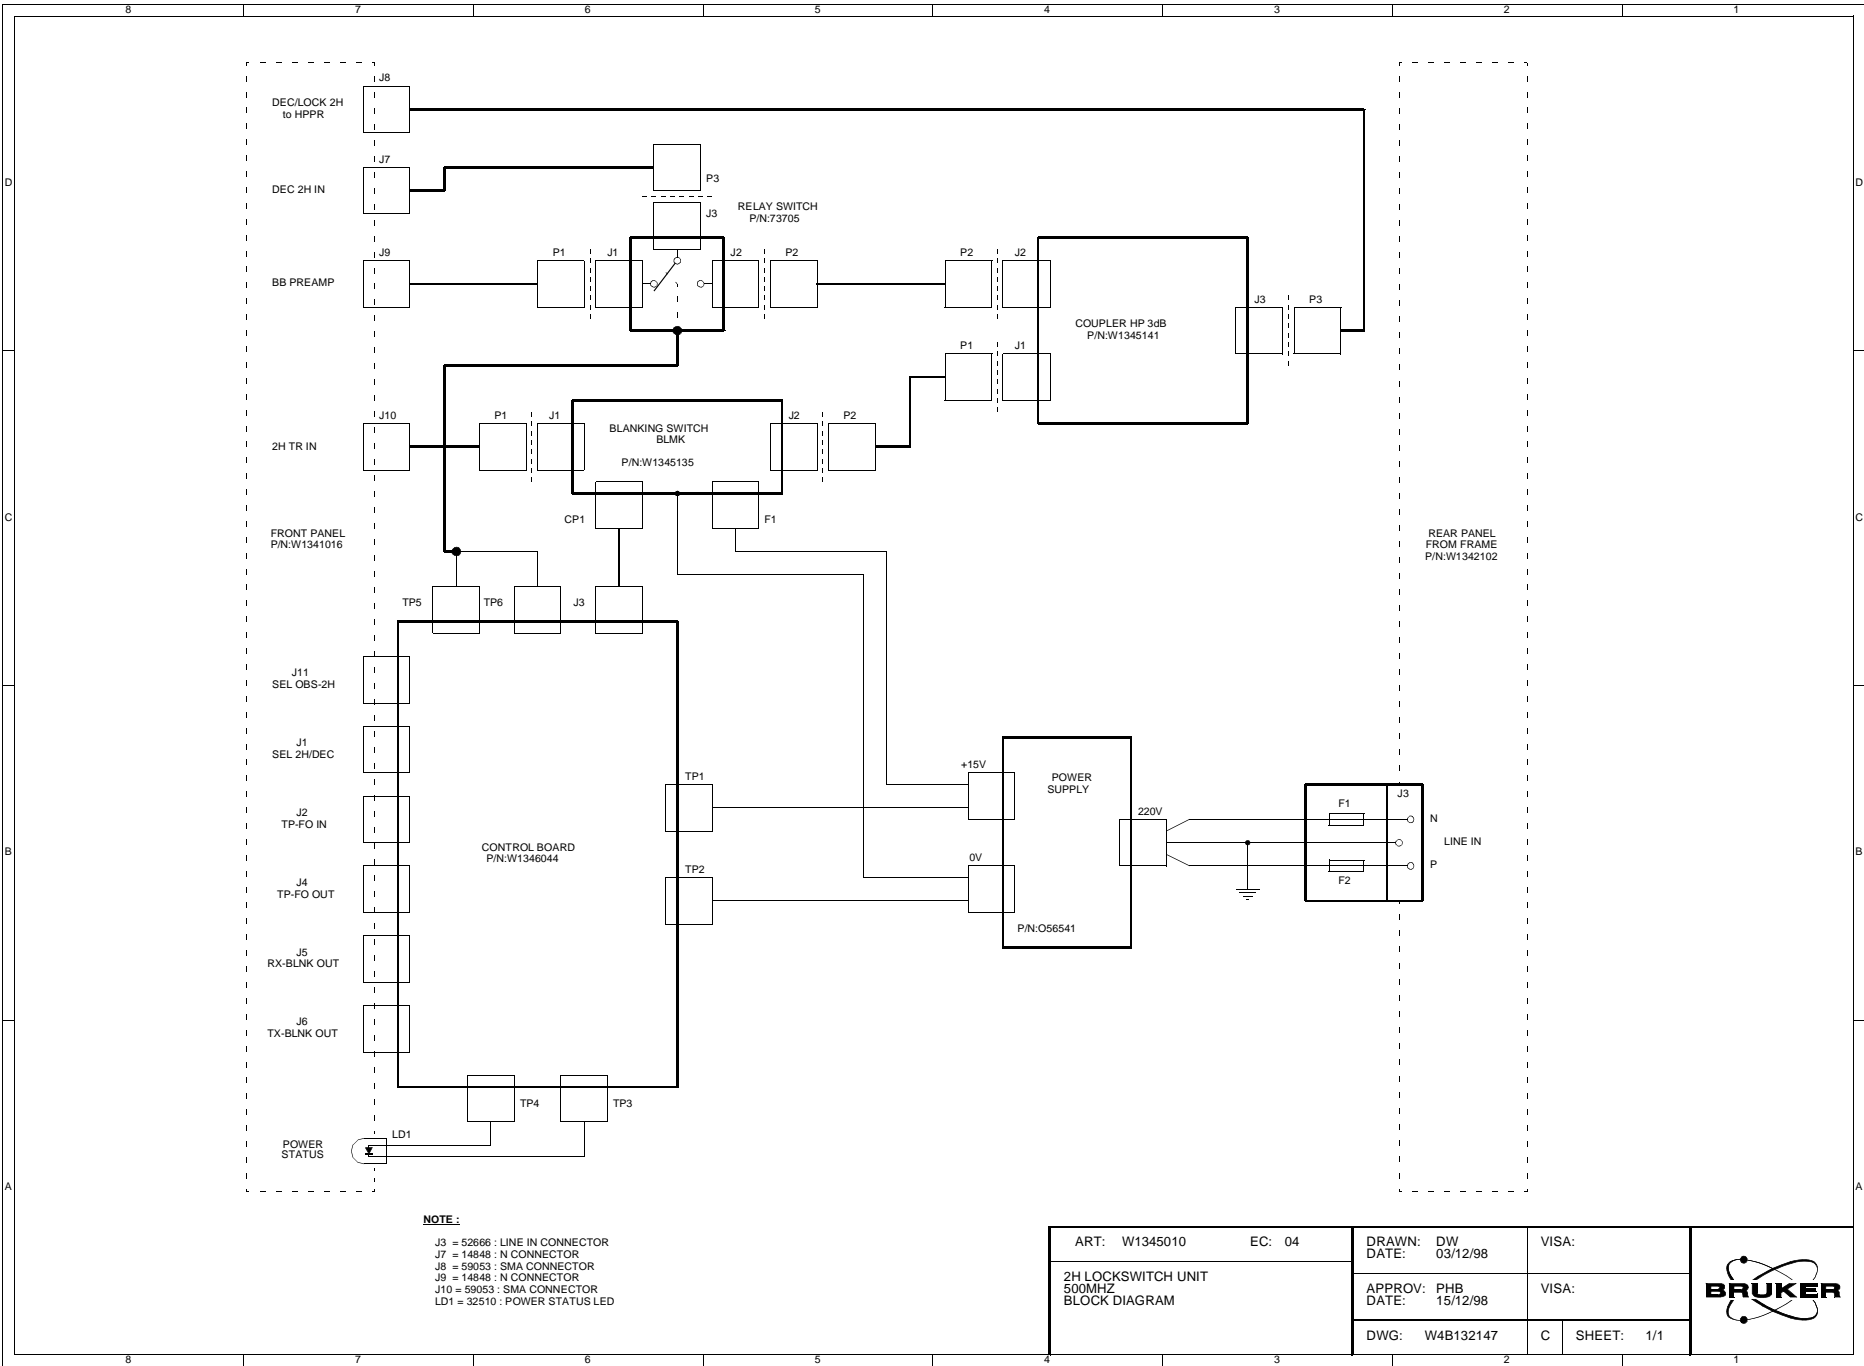 8 7 6 5 4 3 2 1
D
C
B
A
D
C
B
A
J8
DEC/LOCK 2H
to HPPR
J7
DEC 2H IN
P3
J3
RELAY SWITCH
P/N:73705
J9
BB PREAMP
P1
J1
J2
P2
P2
J2
COUPLER HP 3dB
P/N:W1345141
J3
P3
P1
J1
J10
2H TR IN
P1
J1
BLANKING SWITCH
BLMK
P/N:W1345135
J2
P2
CP1
F1
FRONT PANEL
P/N:W1341016
REAR PANEL
FROM FRAME
P/N:W1342102
TP5
TP6
J3
J11
SEL OBS-2H
J1
SEL 2H/DEC
J2
TP-FO IN
J4
TP-FO OUT
J5
RX-BLNK OUT
J6
TX-BLNK OUT
CONTROL BOARD
P/N:W1346044
TP1
TP2
+15V
0V
POWER
SUPPLY
P/N:O56541
220V
F1
F2
J3
N
LINE IN
P
TP4
TP3
LD1
POWER
STATUS
NOTE :
J3 = 52666 : LINE IN CONNECTOR
J7 = 14848 : N CONNECTOR
J8 = 59053 : SMA CONNECTOR
J9 = 14848 : N CONNECTOR
J10 = 59053 : SMA CONNECTOR
LD1 = 32510 : POWER STATUS LED
ART: W1345010 EC: 04
2H LOCKSWITCH UNIT
500MHZ
BLOCK DIAGRAM
DRAWN: DW
DATE: 03/12/98
VISA:
APPROV: PHB
DATE: 15/12/98
VISA:
DWG: W4B132147
C
SHEET: 1/1
BRUKER
8 7 6 5 4 3 2 1